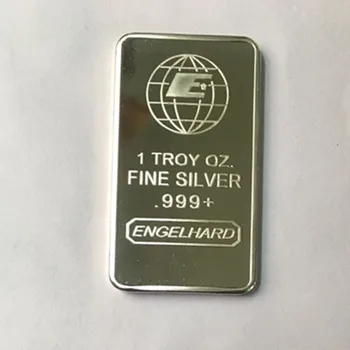 E
1 TROY OZ.
FINE SILVER
.999+
ENGELHARD